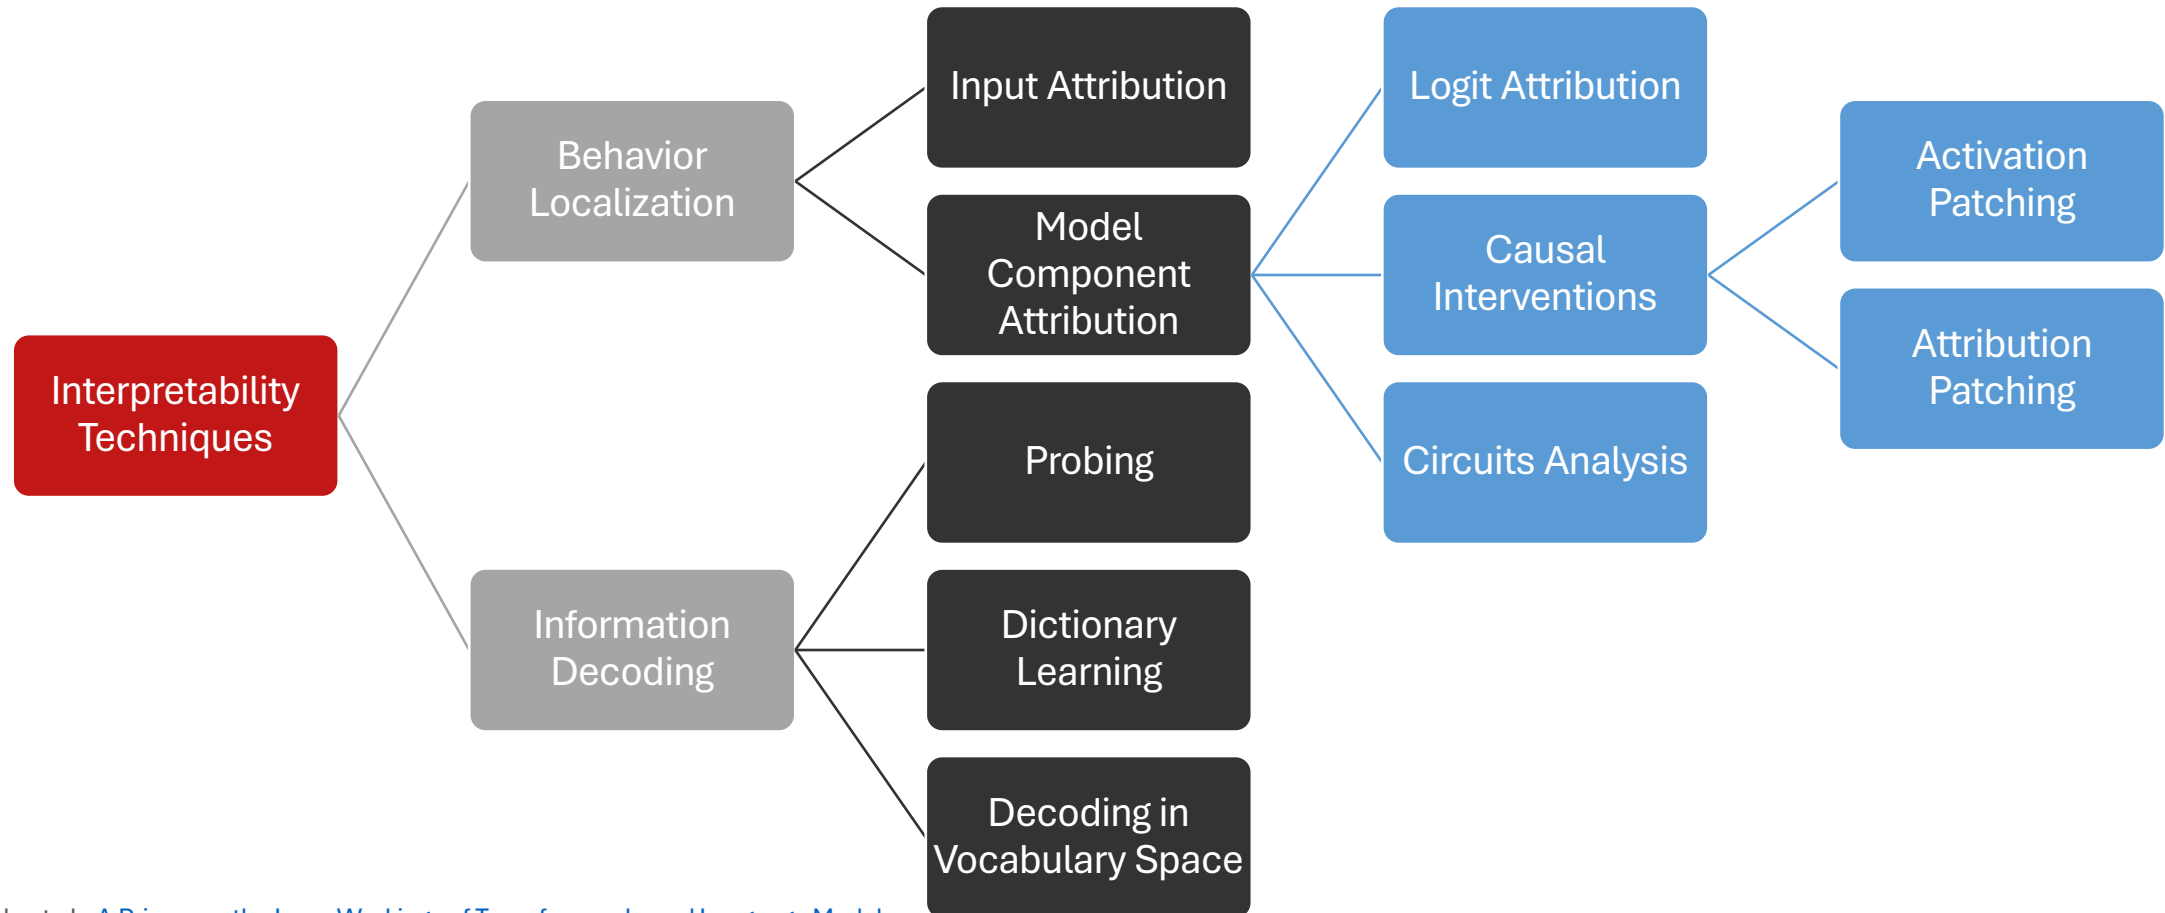 Interpretability
Techniques
Behavior
Localization
Information
Decoding
Input Attribution
Model
Component
Attribution
Probing
Dictionary
Learning
Decoding in
Vocabulary Space
Logit Attribution
Causal
Interventions
Circuits Analysis
Activation
Patching
Attribution
Patching